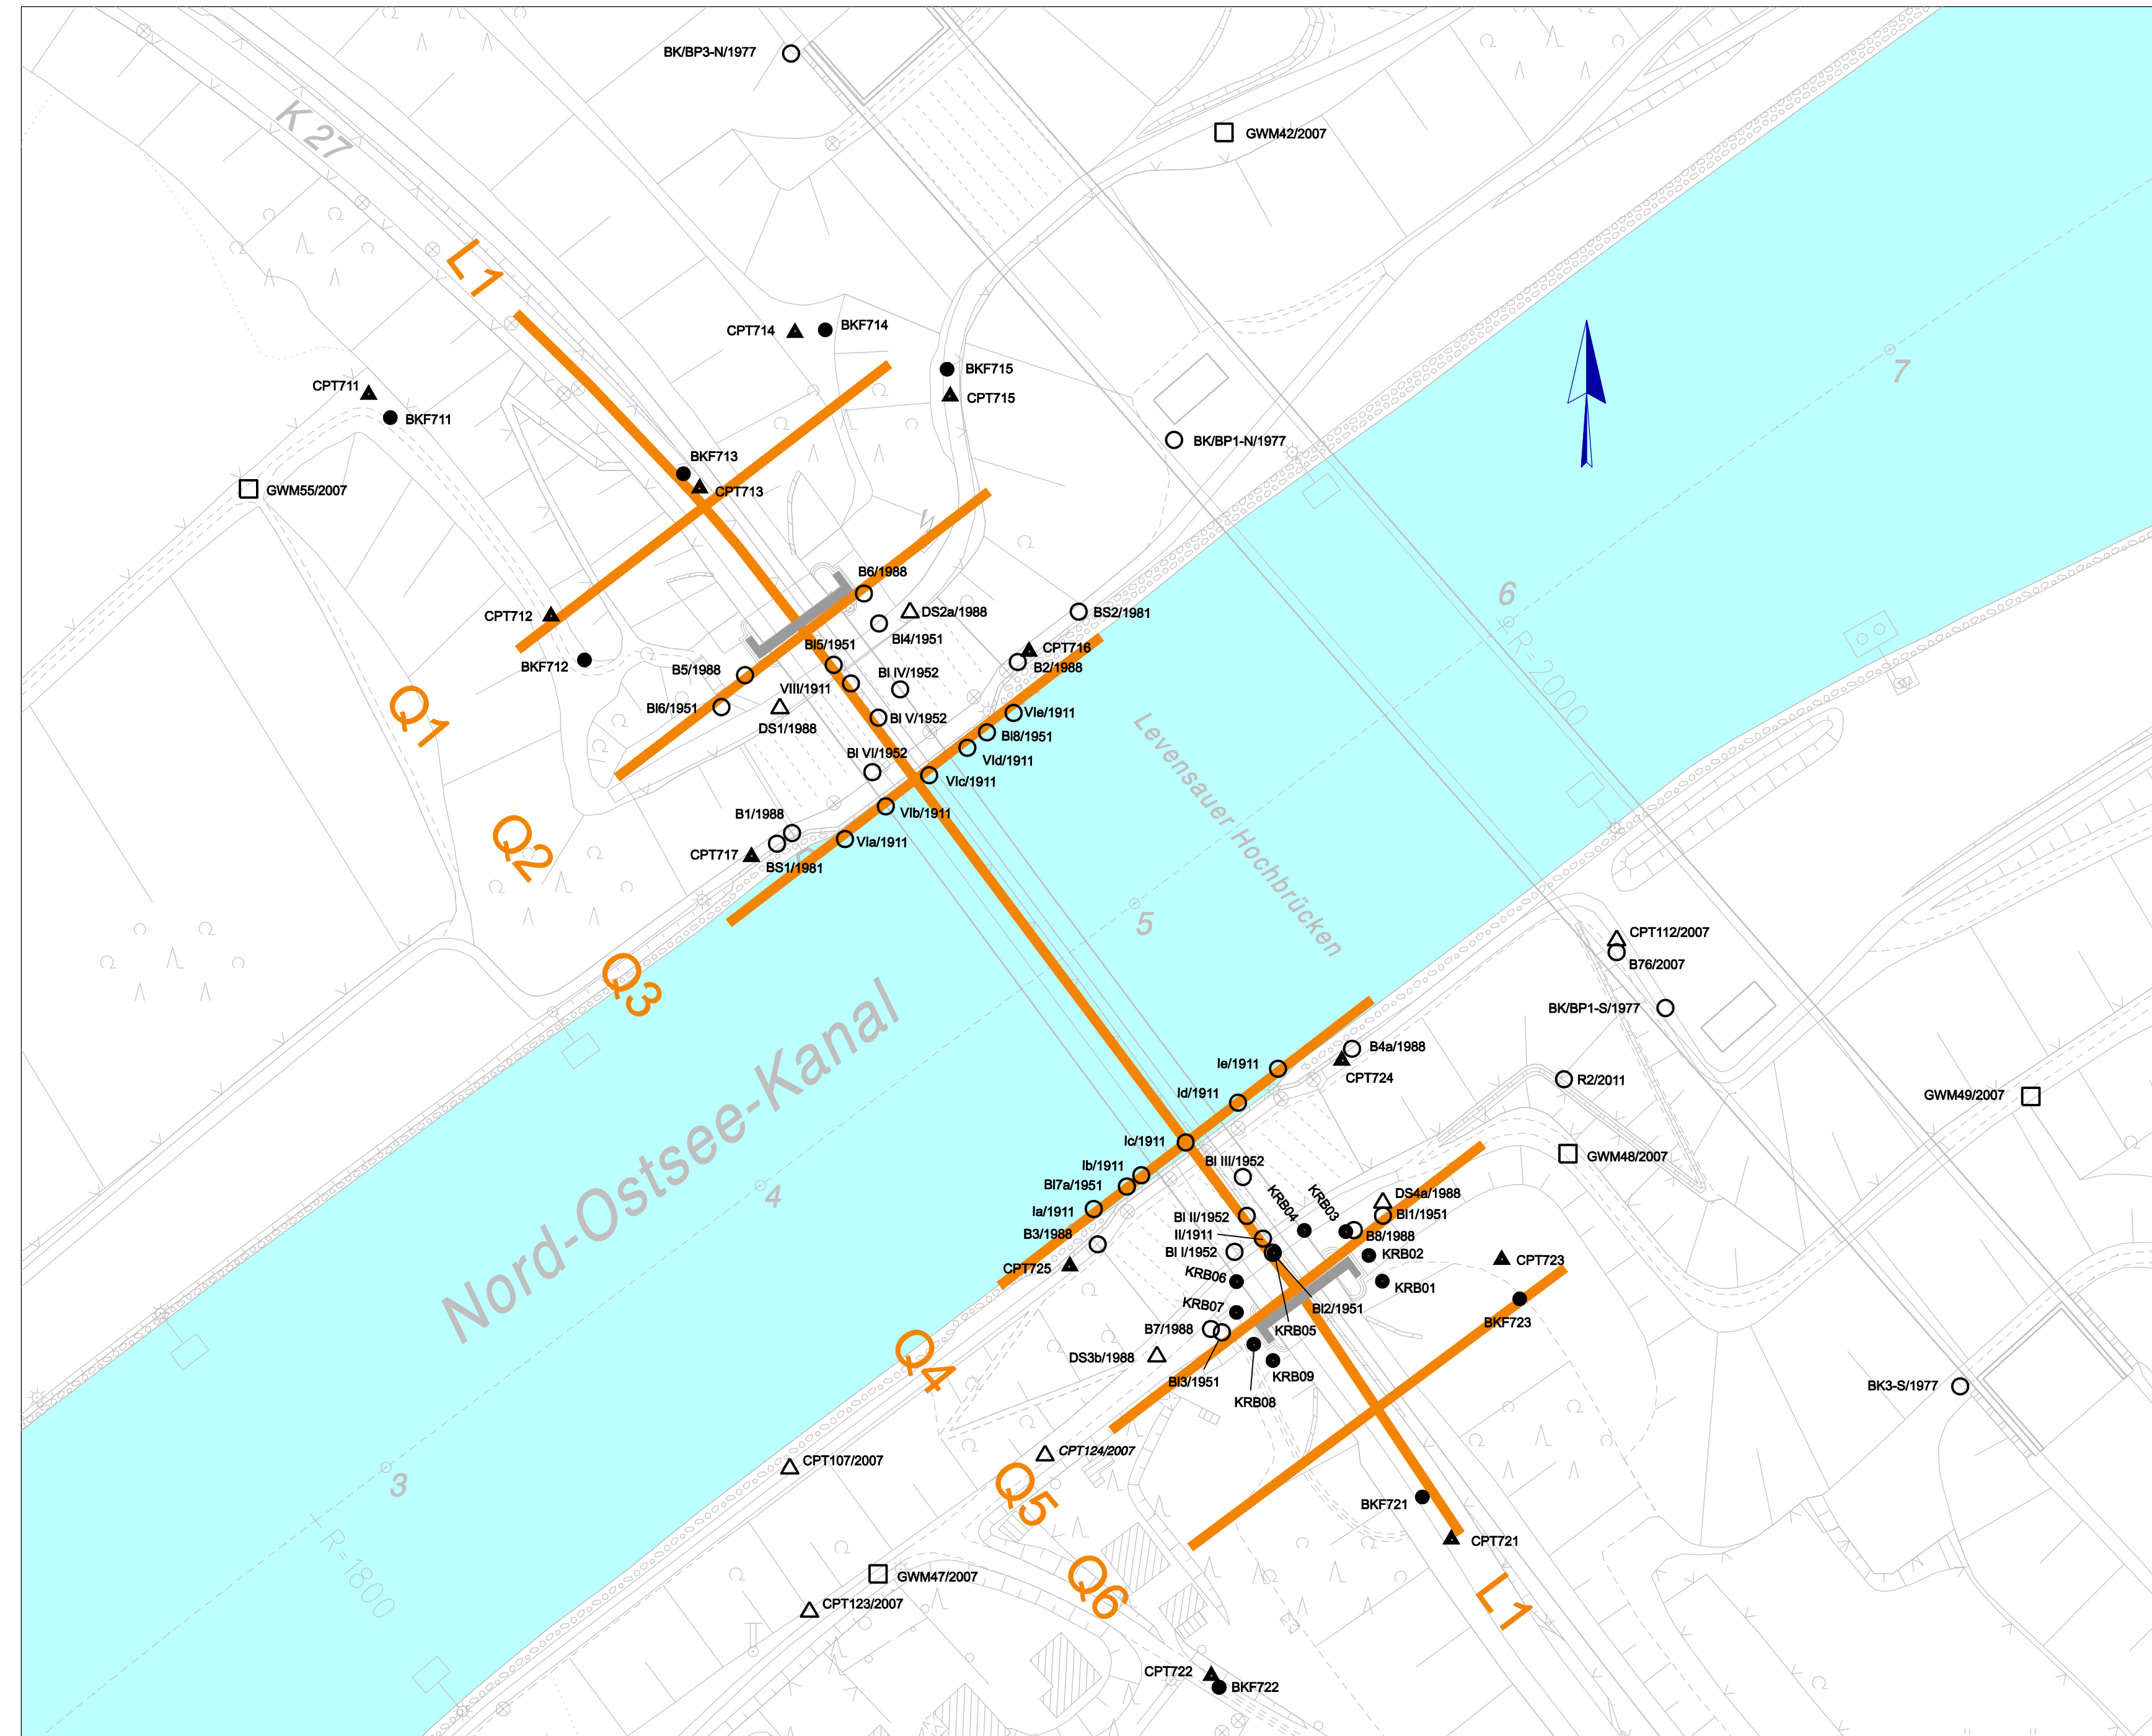 BK/BP3-N/1977
K 27
GWM42/2007
L1
CPT714
BKF714
BKF715
CPT715
CPT711
BKF711
7
BK/BP1-N/1977
BKF713
CPT713
GWM55/2007
B6/1988
6
R=2000
DS2a/1988
BS2/1981
CPT712
BI4/1951
BI5/1951
CPT716
BKF712
B5/1988
BI IV/1952
B2/1988
VIII/1911
BI6/1951
Q1
VIe/1911
BI V/1952
DS1/1988
BI8/1951
BI VI/1952
VId/1911
Levensauer Hochbrücken
VIc/1911
VIb/1911
B1/1988
Q2
VIa/1911
CPT717
BS1/1981
5
CPT112/2007
B76/2007
Q3
BK/BP1-S/1977
Nord-Ostsee-Kanal
B4a/1988
Ie/1911
CPT724
R2/2011
Id/1911
GWM49/2007
Ic/1911
GWM48/2007
BI III/1952
Ib/1911
BI7a/1951
4
KRB04
KRB03
DS4a/1988
Ia/1911
BI II/1952
BI1/1951
B3/1988
II/1911
B8/1988
BI I/1952
KRB02
CPT725
CPT723
KRB06
KRB01
KRB07
BI2/1951
BKF723
B7/1988
KRB05
Q4
DS3b/1988
KRB09
BI3/1951
KRB08
BK3-S/1977
CPT124/2007
CPT107/2007
3
Q5
BKF721
CPT721
R=1800
GWM47/2007
Q6
L1
CPT123/2007
CPT722
BKF722